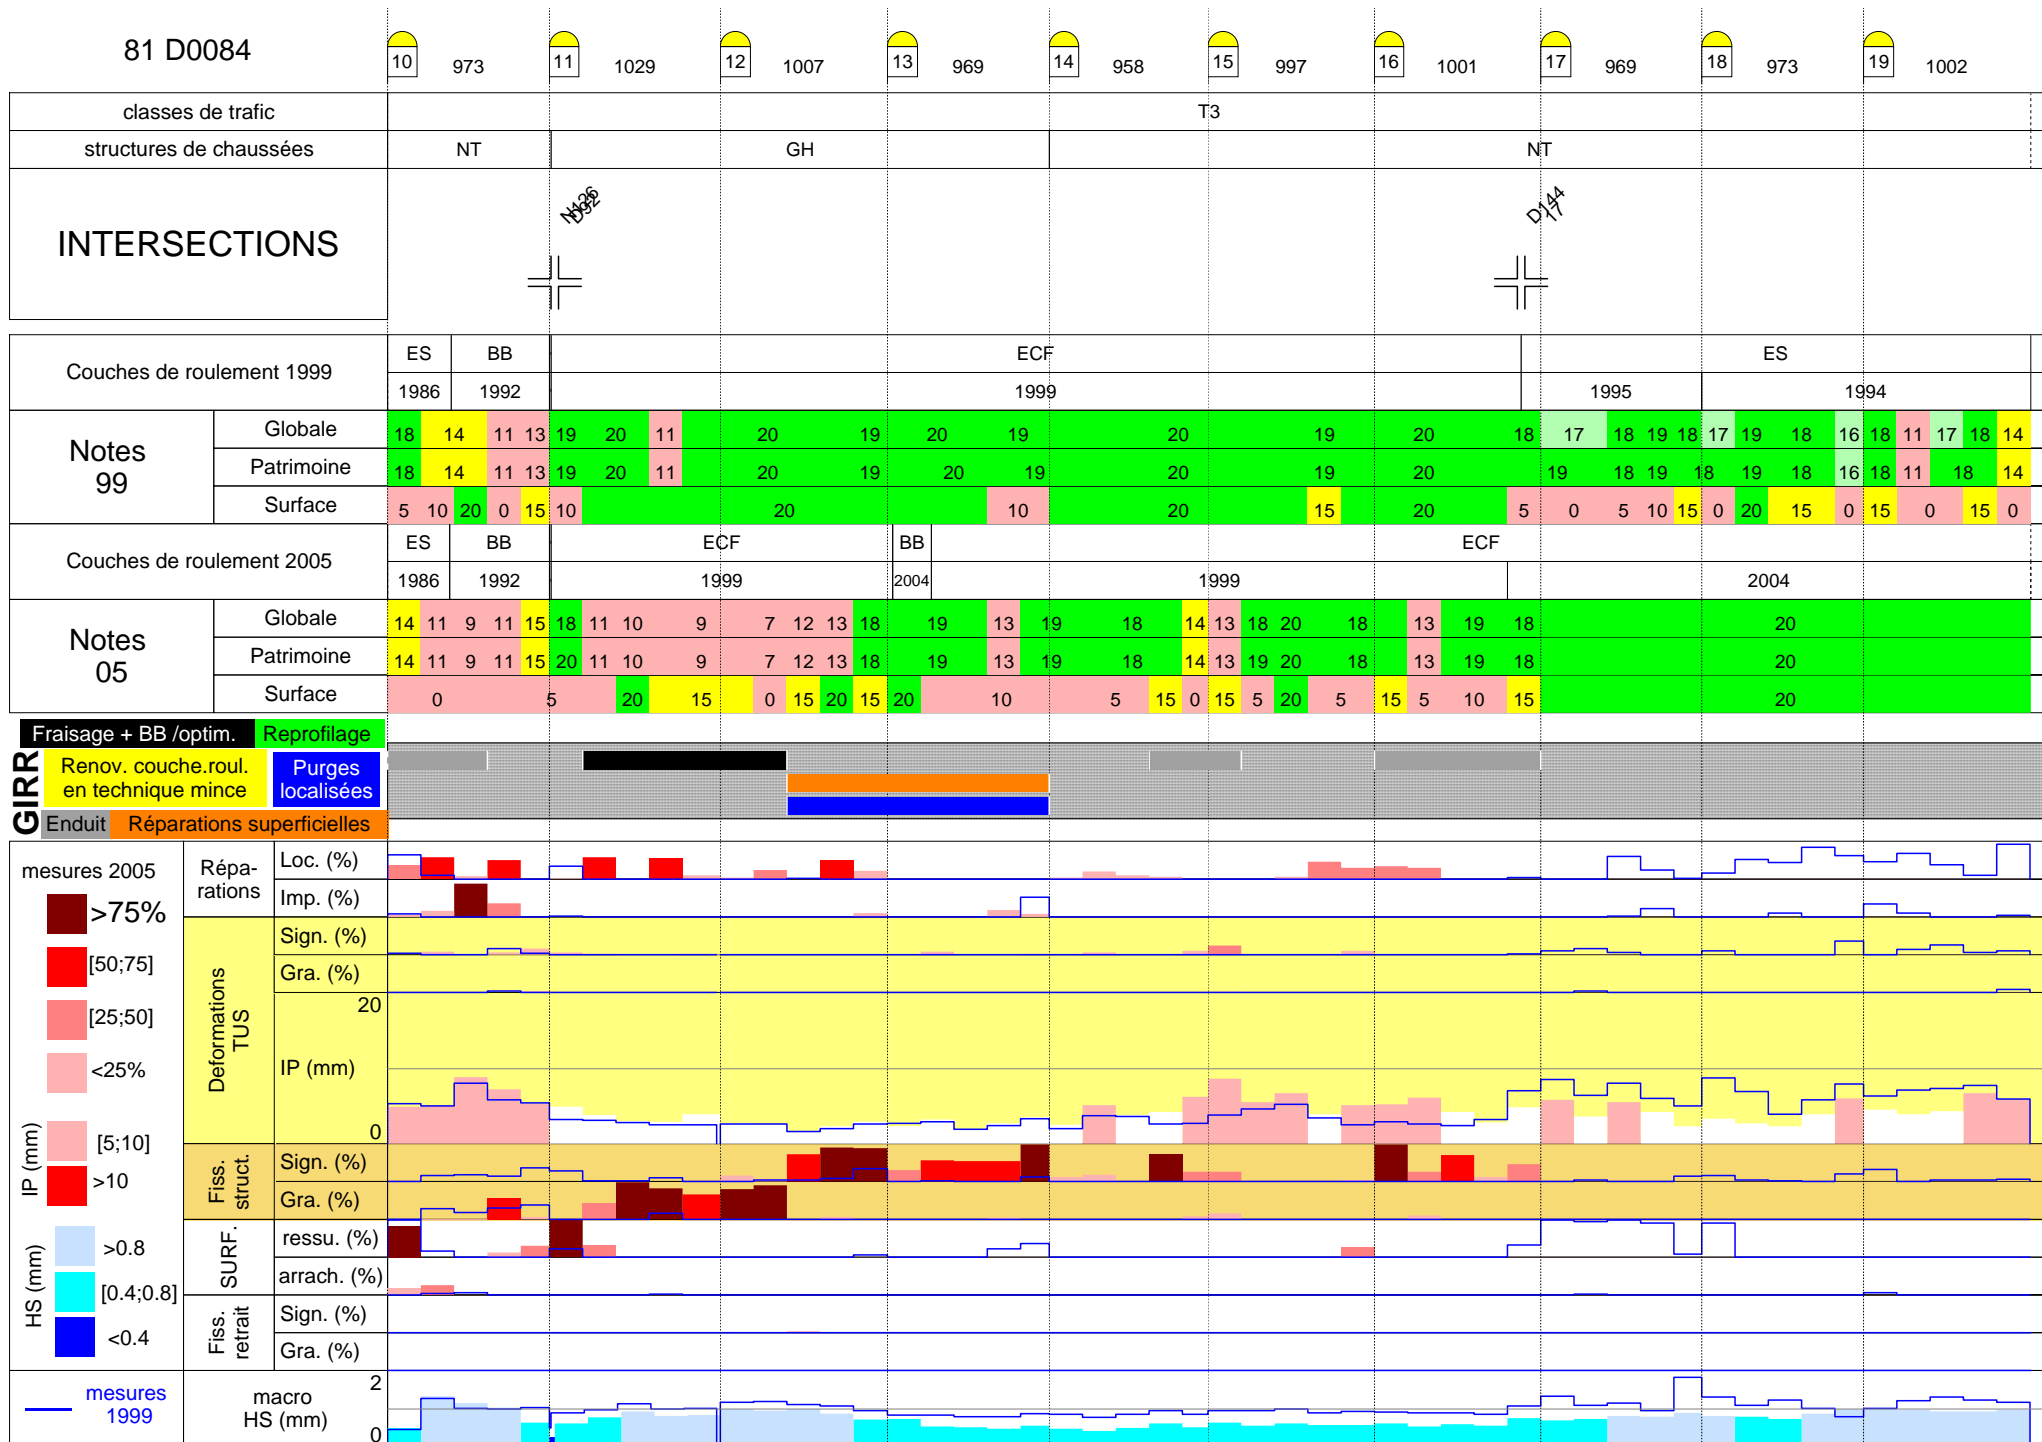 81 D0084
10 973 11 1029 12 1007 13 969 14 958 15 997 16 1001 17 969 18 973 19 1002
classes de trafic T3
structures de chaussées NT GH NT
INTERSECTIONS
N126
D92
D144
17
Couches de roulement 1999
ES BB ECF ES
1986 1992 1999 1995 1994
Notes
99
Globale 18 14 11 13 19 20 11 20 19 20 19 20 19 20 18 17 18 19 18 17 19 18 16 18 11 17 18 14
Patrimoine 18 14 11 13 19 20 11 20 19 20 19 20 19 20 19 18 19 18 19 18 16 18 11 18 14
Surface 5 10 20 0 15 10 20 10 20 15 20 5 0 5 10 15 0 20 15 0 15 0 15 0
Couches de roulement 2005
ES BB ECF BB ECF
1986 1992 1999 2004 1999 2004
Notes
05
Globale 14 11 9 11 15 18 11 10 9 7 12 13 18 19 13 19 18 14 13 18 20 18 13 19 18 20
Patrimoine 14 11 9 11 15 20 11 10 9 7 12 13 18 19 13 19 18 14 13 19 20 18 13 19 18 20
Surface 0 5 20 15 0 15 20 15 20 10 5 15 0 15 5 20 5 15 5 10 15 20
GIRR
Fraisage + BB /optim. Reprofilage
Renov. couche.roul.
en technique mince
Purges
localisées
Enduit Réparations superficielles
mesures 2005
>75%
[50;75]
[25;50]
<25%
IP (mm)
[5;10]
>10
HS (mm)
>0.8
[0.4;0.8]
<0.4
mesures
1999
Répa-
rations
Loc. (%)
Imp. (%)
Deformations
TUS
Sign. (%)
Gra. (%)
20
IP (mm)
0
Fiss.
struct.
Sign. (%)
Gra. (%)
SURF.
ressu. (%)
arrach. (%)
Fiss.
retrait
Sign. (%)
Gra. (%)
macro
HS (mm)
2
0